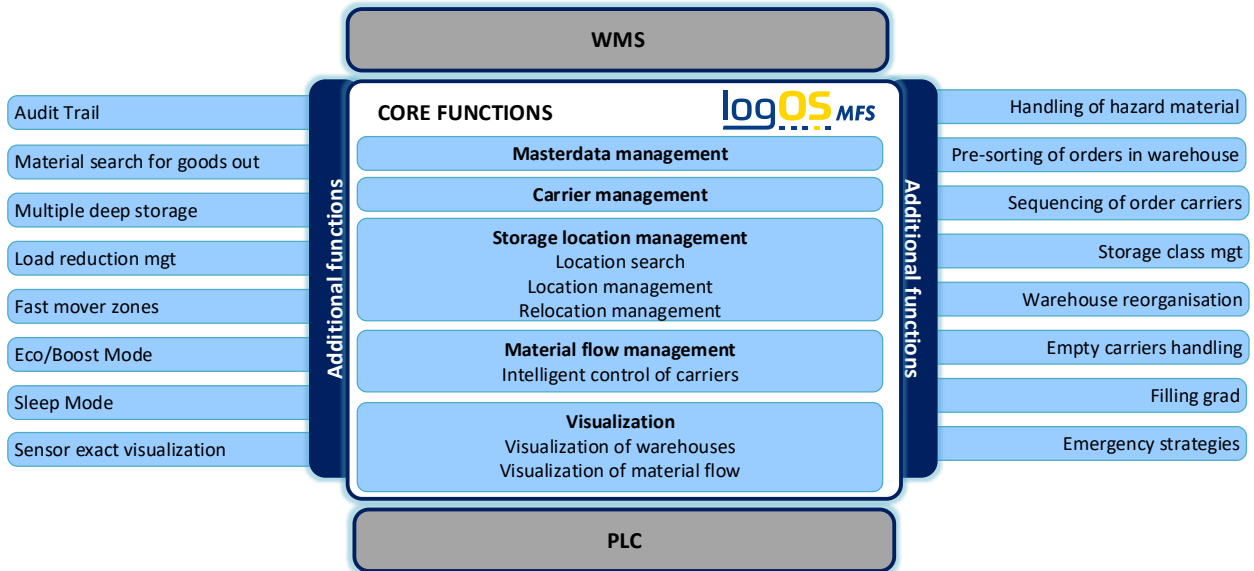 WMS
Audit Trail
Material search for goods out
Multiple deep storage
Load reduction mgt
Fast mover zones
Eco/Boost Mode
Sleep Mode
Sensor exact visualization
Additional functions
CORE FUNCTIONS
logOS MFS
Masterdata management
Carrier management
Storage location management
Location search
Location management
Relocation management
Material flow management
Intelligent control of carriers
Visualization
Visualization of warehouses
Visualization of material flow
Additional functions
Handling of hazard material
Pre-sorting of orders in warehouse
Sequencing of order carriers
Storage class mgt
Warehouse reorganisation
Empty carriers handling
Filling grad
Emergency strategies
PLC